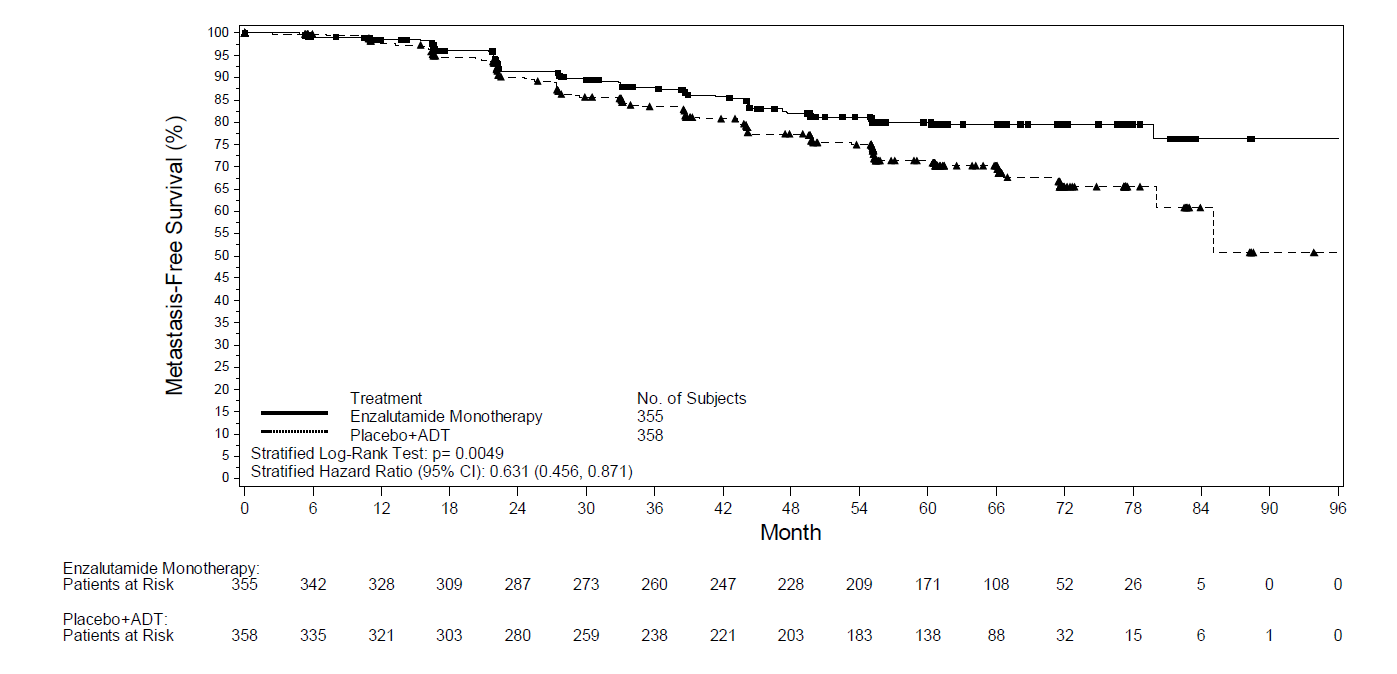 Metastasis-Free Survival (%)
100
95
90
85
80
75
70
65
60
55
50
45
40
35
30
25
20
15
10
5
0
Treatment No. of Subjects
Enzalutamide Monotherapy 355
Placebo+ADT 358
Stratified Log-Rank Test: p= 0.0049
Stratified Hazard Ratio (95% CI): 0.631 (0.456, 0.871)
0 6 12 18 24 30 36 42 48 54 60 66 72 78 84 90 96
Month
Enzalutamide Monotherapy:
Patients at Risk 355 342 328 309 287 273 260 247 228 209 171 108 52 26 5 0 0
Placebo+ADT:
Patients at Risk 358 335 321 303 280 259 238 221 203 183 138 88 32 15 6 1 0